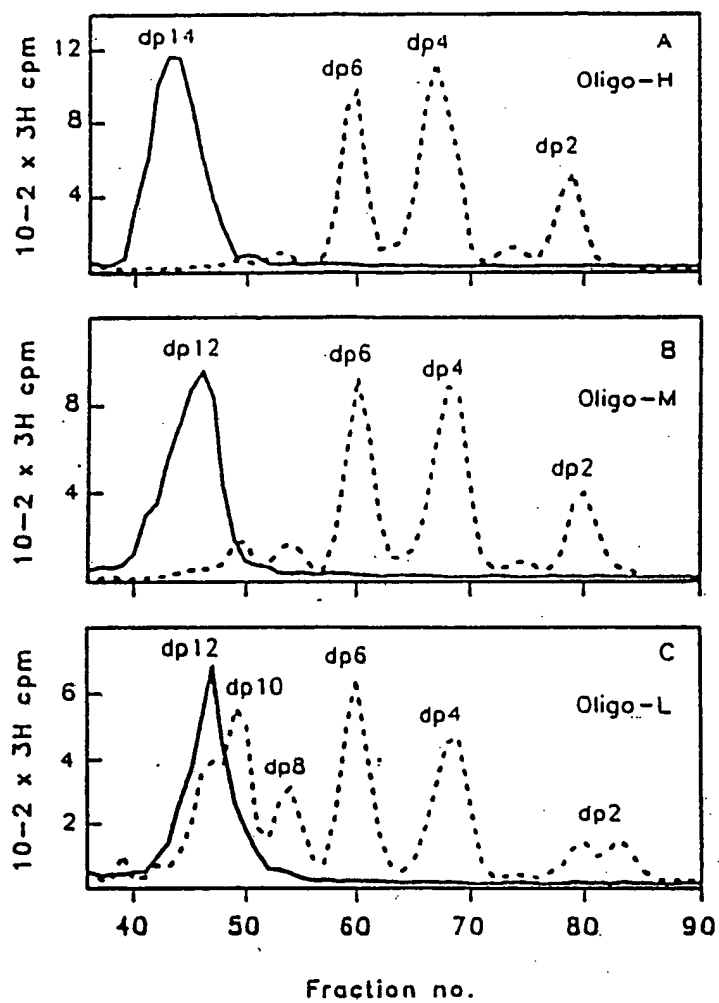 A
Oligo-H
10-2 x 3H cpm
12
8
4
dp14
dp6
dp4
dp2
B
Oligo-M
10-2 x 3H cpm
8
4
dp12
dp6
dp4
dp2
C
Oligo-L
10-2 x 3H cpm
6
4
2
dp12
dp10
dp8
dp6
dp4
dp2
40 50 60 70 80 90
Fraction no.